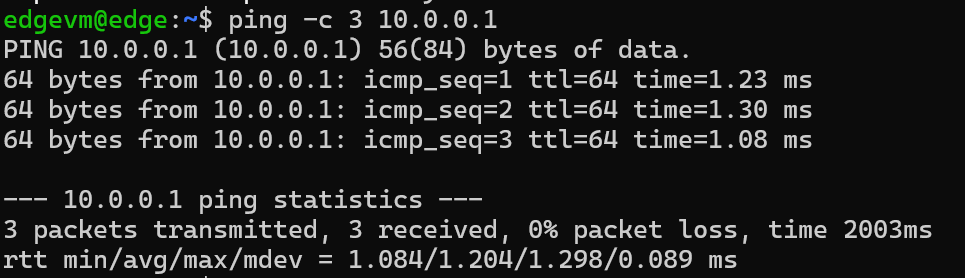 edgevm@edge:~$ ping -c 3 10.0.0.1
PING 10.0.0.1 (10.0.0.1) 56(84) bytes of data.
64 bytes from 10.0.0.1: icmp_seq=1 ttl=64 time=1.23 ms
64 bytes from 10.0.0.1: icmp_seq=2 ttl=64 time=1.30 ms
64 bytes from 10.0.0.1: icmp_seq=3 ttl=64 time=1.08 ms

--- 10.0.0.1 ping statistics ---
3 packets transmitted, 3 received, 0% packet loss, time 2003ms
rtt min/avg/max/mdev = 1.084/1.204/1.298/0.089 ms